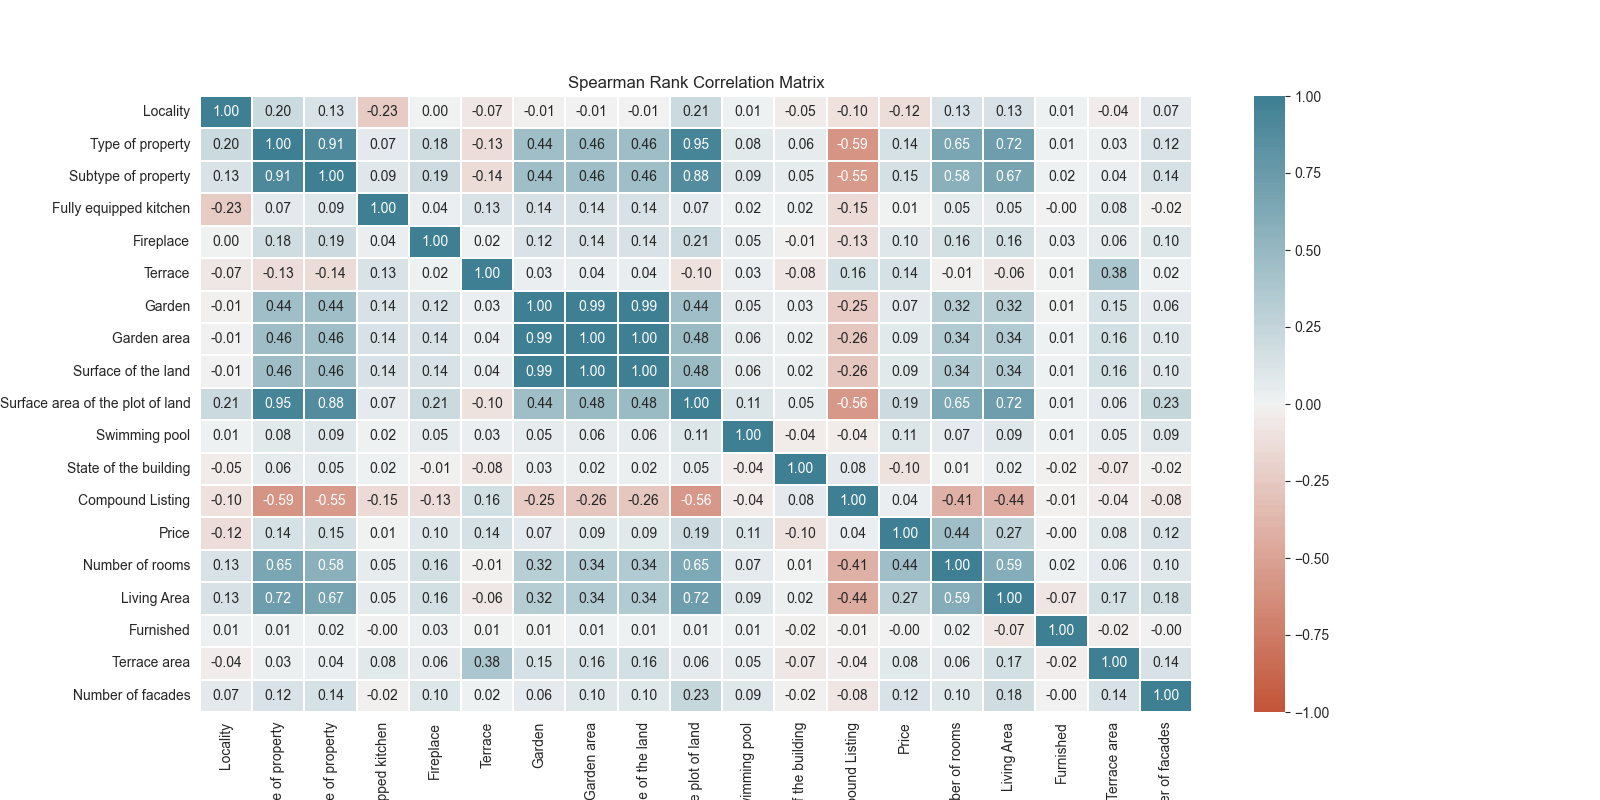 Spearman Rank Correlation Matrix
Locality 1.00 0.20 0.13 -0.23 0.00 -0.07 -0.01 -0.01 -0.01 0.21 0.01 -0.05 -0.10 -0.12 0.13 0.13 0.01 -0.04 0.07
Type of property 0.20 1.00 0.91 0.07 0.18 -0.13 0.44 0.46 0.46 0.95 0.08 0.06 -0.59 0.14 0.65 0.72 0.01 0.03 0.12
Subtype of property 0.13 0.91 1.00 0.09 0.19 -0.14 0.44 0.46 0.46 0.88 0.09 0.05 -0.55 0.15 0.58 0.67 0.02 0.04 0.14
Fully equipped kitchen -0.23 0.07 0.09 1.00 0.04 0.13 0.14 0.14 0.14 0.07 0.02 0.02 -0.15 0.01 0.05 0.05 -0.00 0.08 -0.02
Fireplace 0.00 0.18 0.19 0.04 1.00 0.02 0.12 0.14 0.14 0.21 0.05 -0.01 -0.13 0.10 0.16 0.16 0.03 0.06 0.10
Terrace -0.07 -0.13 -0.14 0.13 0.02 1.00 0.03 0.04 0.04 -0.10 0.03 -0.08 0.16 0.14 -0.01 -0.06 0.01 0.38 0.02
Garden -0.01 0.44 0.44 0.14 0.12 0.03 1.00 0.99 0.99 0.44 0.05 0.03 -0.25 0.07 0.32 0.32 0.01 0.15 0.06
Garden area -0.01 0.46 0.46 0.14 0.14 0.04 0.99 1.00 1.00 0.48 0.06 0.02 -0.26 0.09 0.34 0.34 0.01 0.16 0.10
Surface of the land -0.01 0.46 0.46 0.14 0.14 0.04 0.99 1.00 1.00 0.48 0.06 0.02 -0.26 0.09 0.34 0.34 0.01 0.16 0.10
Surface area of the plot of land 0.21 0.95 0.88 0.07 0.21 -0.10 0.44 0.48 0.48 1.00 0.11 0.05 -0.56 0.19 0.65 0.72 0.01 0.06 0.23
Swimming pool 0.01 0.08 0.09 0.02 0.05 0.03 0.05 0.06 0.06 0.11 1.00 -0.04 -0.04 0.11 0.07 0.09 0.01 0.05 0.09
State of the building -0.05 0.06 0.05 0.02 -0.01 -0.08 0.03 0.02 0.02 0.05 -0.04 1.00 0.08 -0.10 0.01 0.02 -0.02 -0.07 -0.02
Compound Listing -0.10 -0.59 -0.55 -0.15 -0.13 0.16 -0.25 -0.26 -0.26 -0.56 -0.04 0.08 1.00 0.04 -0.41 -0.44 -0.01 -0.04 -0.08
Price -0.12 0.14 0.15 0.01 0.10 0.14 0.07 0.09 0.09 0.19 0.11 -0.10 0.04 1.00 0.44 0.27 -0.00 0.08 0.12
Number of rooms 0.13 0.65 0.58 0.05 0.16 -0.01 0.32 0.34 0.34 0.65 0.07 0.01 -0.41 0.44 1.00 0.59 0.02 0.06 0.10
Living Area 0.13 0.72 0.67 0.05 0.16 -0.06 0.32 0.34 0.34 0.72 0.09 0.02 -0.44 0.27 0.59 1.00 -0.07 0.17 0.18
Furnished 0.01 0.01 0.02 -0.00 0.03 0.01 0.01 0.01 0.01 0.01 0.01 -0.02 -0.01 -0.00 0.02 -0.07 1.00 -0.02 -0.00
Terrace area -0.04 0.03 0.04 0.08 0.06 0.38 0.15 0.16 0.16 0.06 0.05 -0.07 -0.04 0.08 0.06 0.17 -0.02 1.00 0.14
Number of facades 0.07 0.12 0.14 -0.02 0.10 0.02 0.06 0.10 0.10 0.23 0.09 -0.02 -0.08 0.12 0.10 0.18 -0.00 0.14 1.00
Locality
e of property
e of property
pped kitchen
Fireplace
Terrace
Garden
Garden area
e of the land
e plot of land
wimming pool
f the building
pound Listing
Price
ber of rooms
Living Area
Furnished
Terrace area
er of facades
1.00
0.75
0.50
0.25
0.00
−0.25
−0.50
−0.75
−1.00